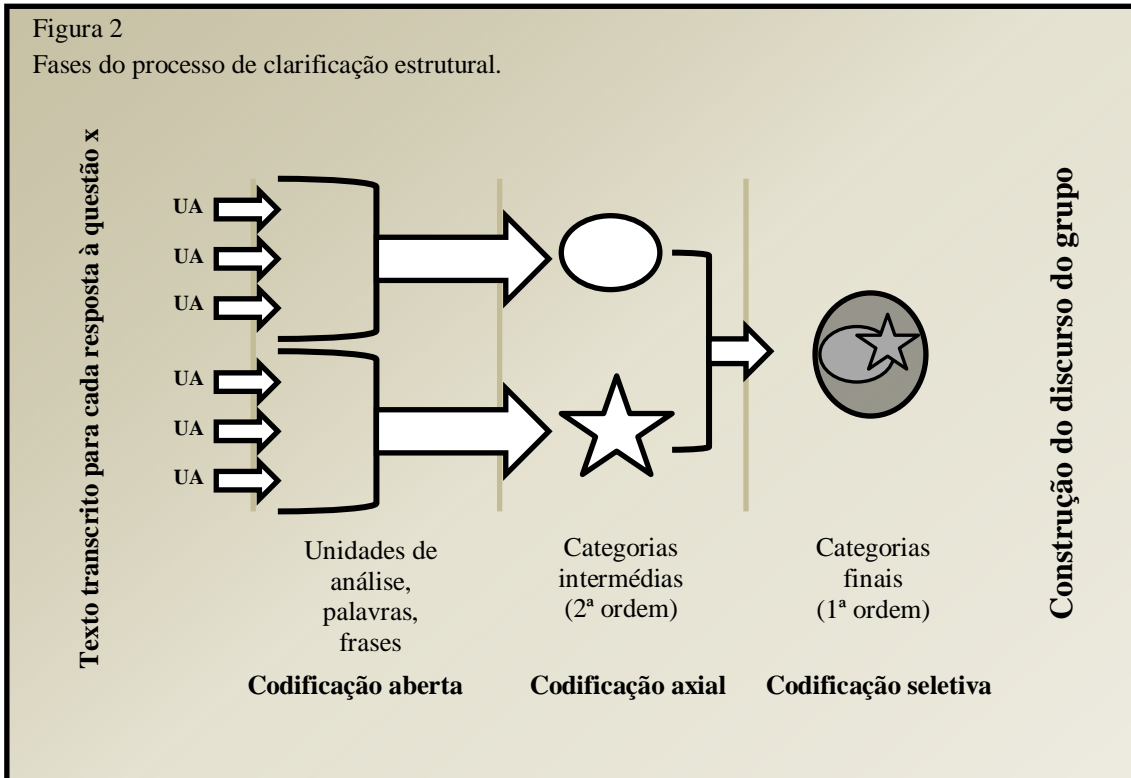 Figura 2
Fases do processo de clarificação estrutural.
Texto transcrito para cada resposta à questão x
UA
UA
UA
UA
UA
UA
Unidades de
análise,
palavras,
frases
Codificação aberta
Categorias
intermédias
(2ª ordem)
Codificação axial
Categorias
finais
(1ª ordem)
Codificação seletiva
Construção do discurso do grupo